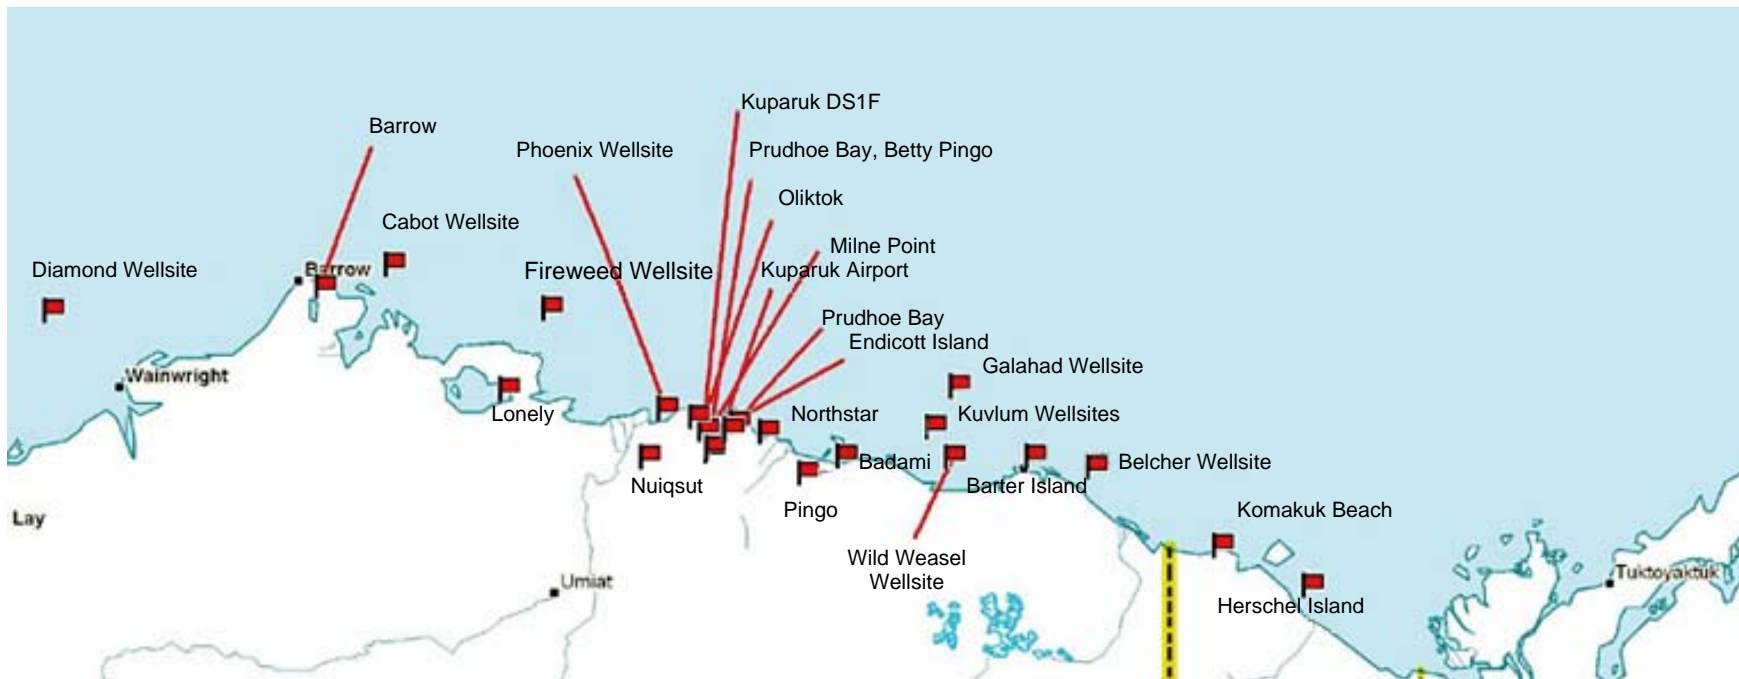 Kuparuk DS1F
Barrow
Phoenix Wellsite
Prudhoe Bay, Betty Pingo
Oliktok
Cabot Wellsite
Milne Point
Diamond Wellsite
Barrow
Fireweed Wellsite
Kuparuk Airport
Prudhoe Bay
Endicott Island
Galahad Wellsite
Wainwright
Lonely
Northstar
Kuvlum Wellsites
Badami
Belcher Wellsite
Nuiqsut
Barter Island
Pingo
Komakuk Beach
Lay
Wild Weasel
Wellsite
Umiat
Tuktoyaktuk
Herschel Island